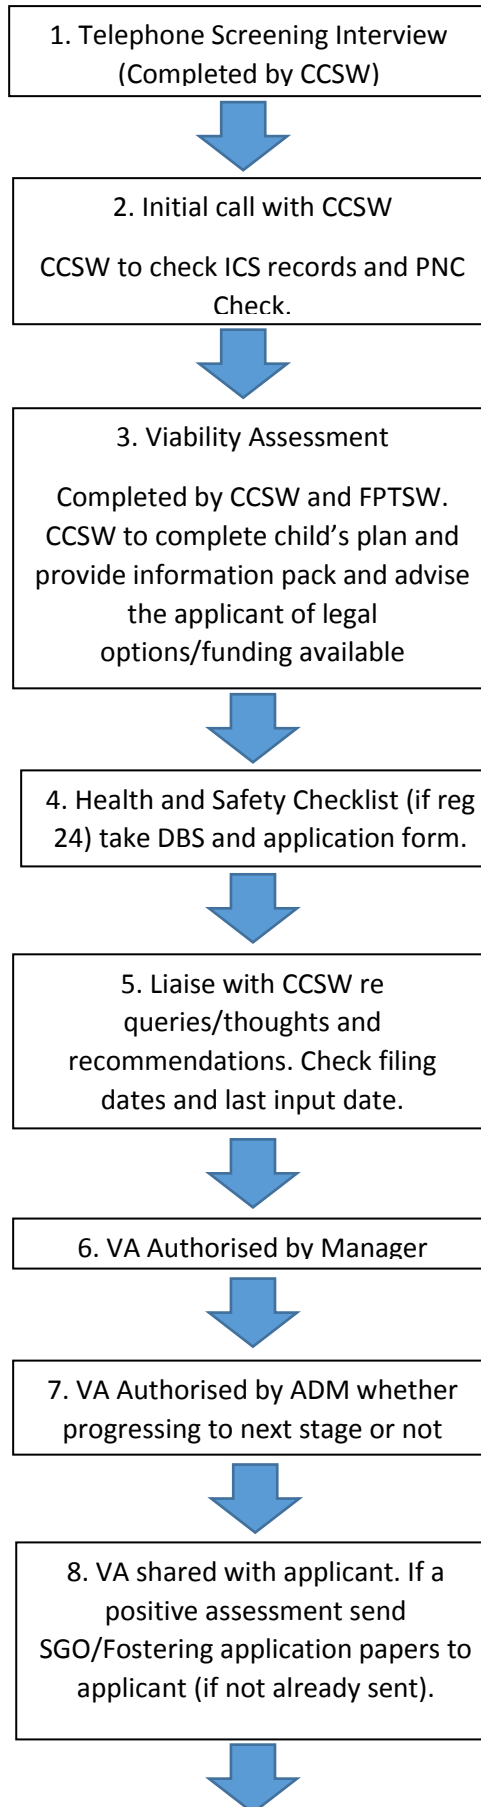 1. Telephone Screening Interview
(Completed by CCSW)
2. Initial call with CCSW
CCSW to check ICS records and PNC
Check.
3. Viability Assessment
Completed by CCSW and FPTSW.
CCSW to complete child’s plan and
provide information pack and advise
the applicant of legal
options/funding available
4. Health and Safety Checklist (if reg
24) take DBS and application form.
5. Liaise with CCSW re
queries/thoughts and
recommendations. Check filing
dates and last input date.
6. VA Authorised by Manager
7. VA Authorised by ADM whether
progressing to next stage or not
8. VA shared with applicant. If a
positive assessment send
SGO/Fostering application papers to
applicant (if not already sent).